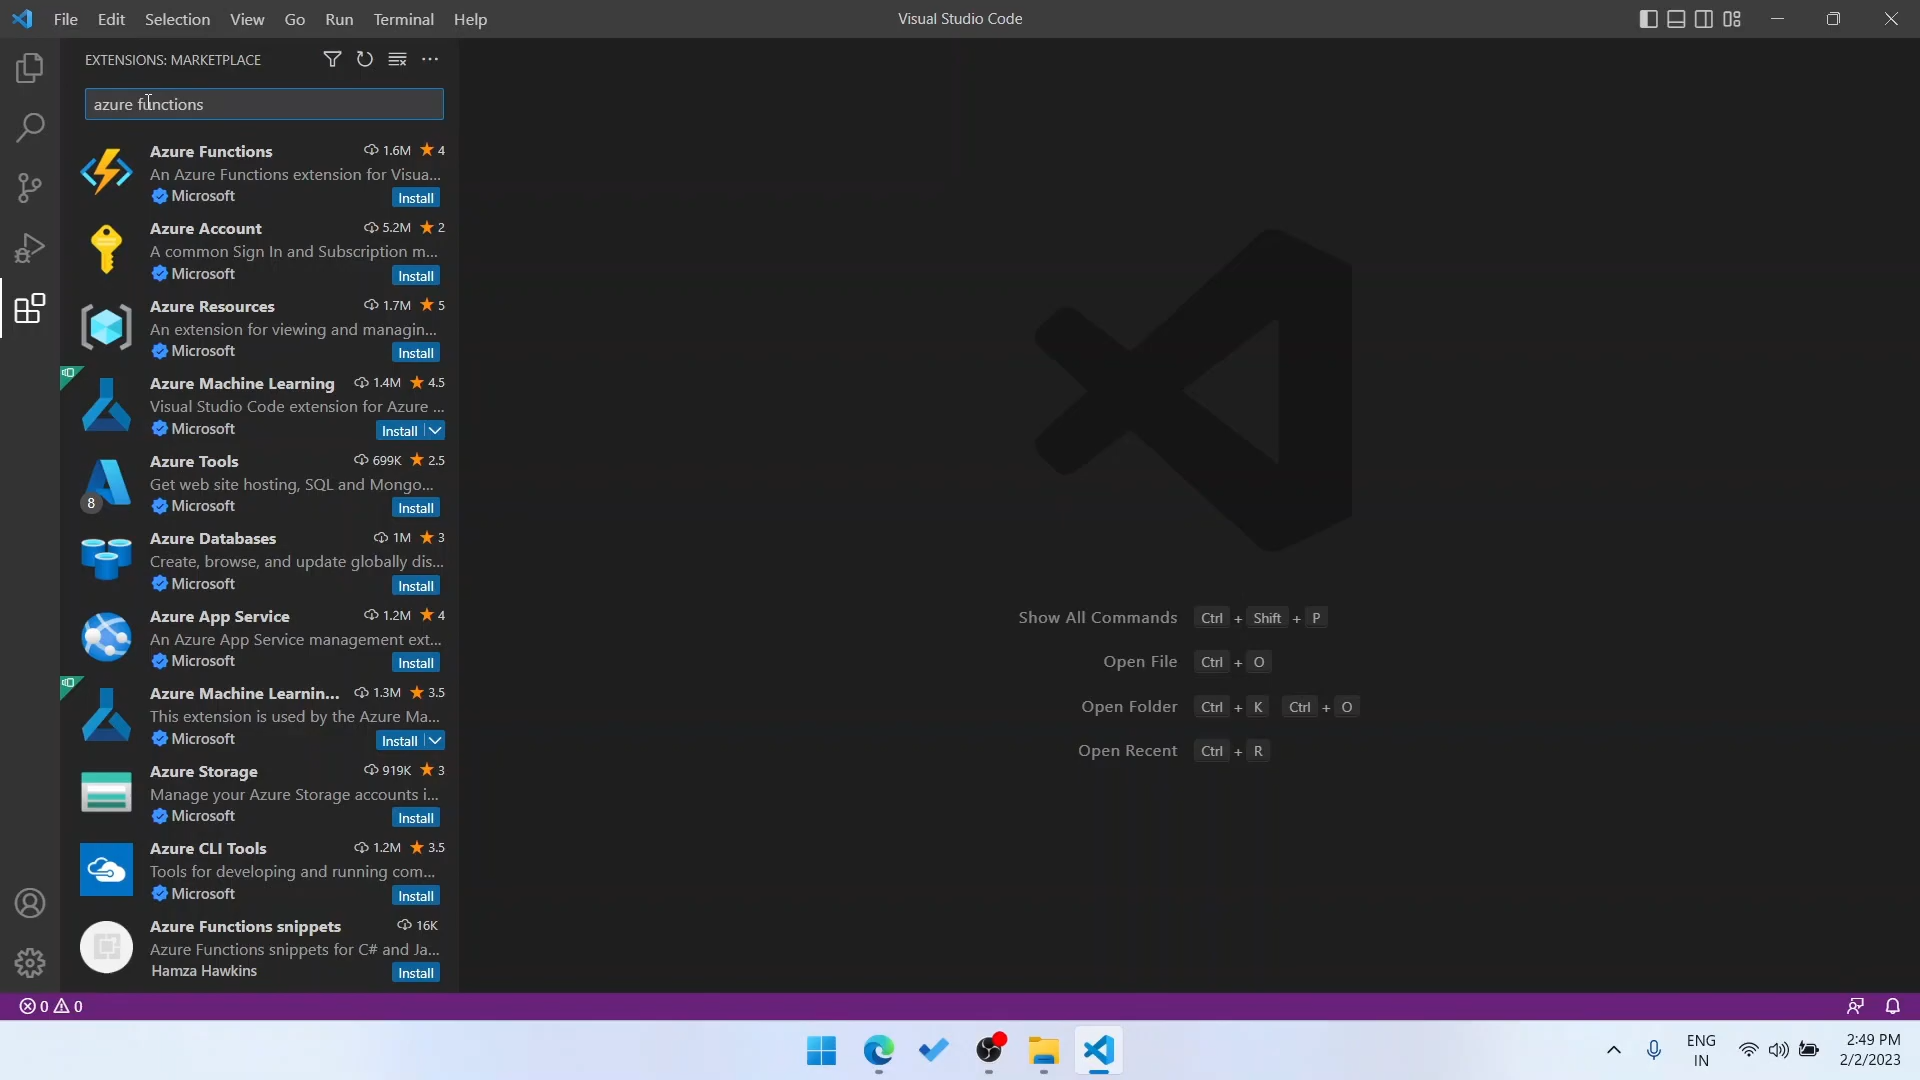 File Edit Selection View Go Run Terminal Help
Visual Studio Code
EXTENSIONS: MARKETPLACE
azure functions
Azure Functions 1.6M 4
An Azure Functions extension for Visua...
Microsoft Install
Azure Account 5.2M 2
A common Sign In and Subscription m...
Microsoft Install
Azure Resources 1.7M 5
An extension for viewing and managin...
Microsoft Install
Azure Machine Learning 1.4M 4.5
Visual Studio Code extension for Azure ...
Microsoft Install
Azure Tools 699K 2.5
Get web site hosting, SQL and Mongo...
8
Microsoft Install
Azure Databases 1M 3
Create, browse, and update globally dis...
Microsoft Install
Azure App Service 1.2M 4
An Azure App Service management ext...
Microsoft Install
Azure Machine Learnin... 1.3M 3.5
This extension is used by the Azure Ma...
Microsoft Install
Azure Storage 919K 3
Manage your Azure Storage accounts i...
Microsoft Install
Azure CLI Tools 1.2M 3.5
Tools for developing and running com...
Microsoft Install
Azure Functions snippets 16K
Azure Functions snippets for C# and Ja...
Hamza Hawkins Install
Show All Commands Ctrl + Shift + P
Open File Ctrl + O
Open Folder Ctrl + K Ctrl + O
Open Recent Ctrl + R
0 0
ENG
IN
2:49 PM
2/2/2023